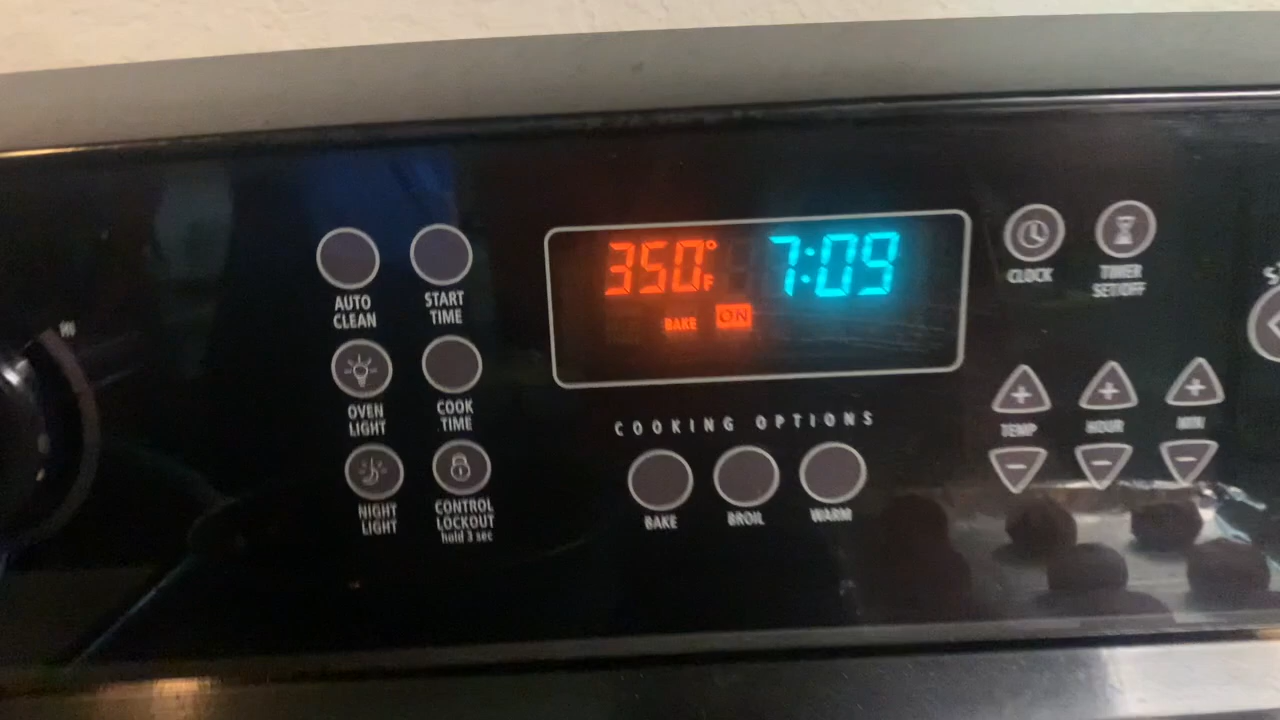 350°F 7:09
BAKE ON
AUTO
CLEAN
START
TIME
CLOCK
TIMER
SET/OFF
OVEN
LIGHT
COOK
TIME
COOKING OPTIONS
TEMP
HOUR
MIN
NIGHT
LIGHT
CONTROL
LOCKOUT
hold 3 sec
BAKE
BROIL
WARM